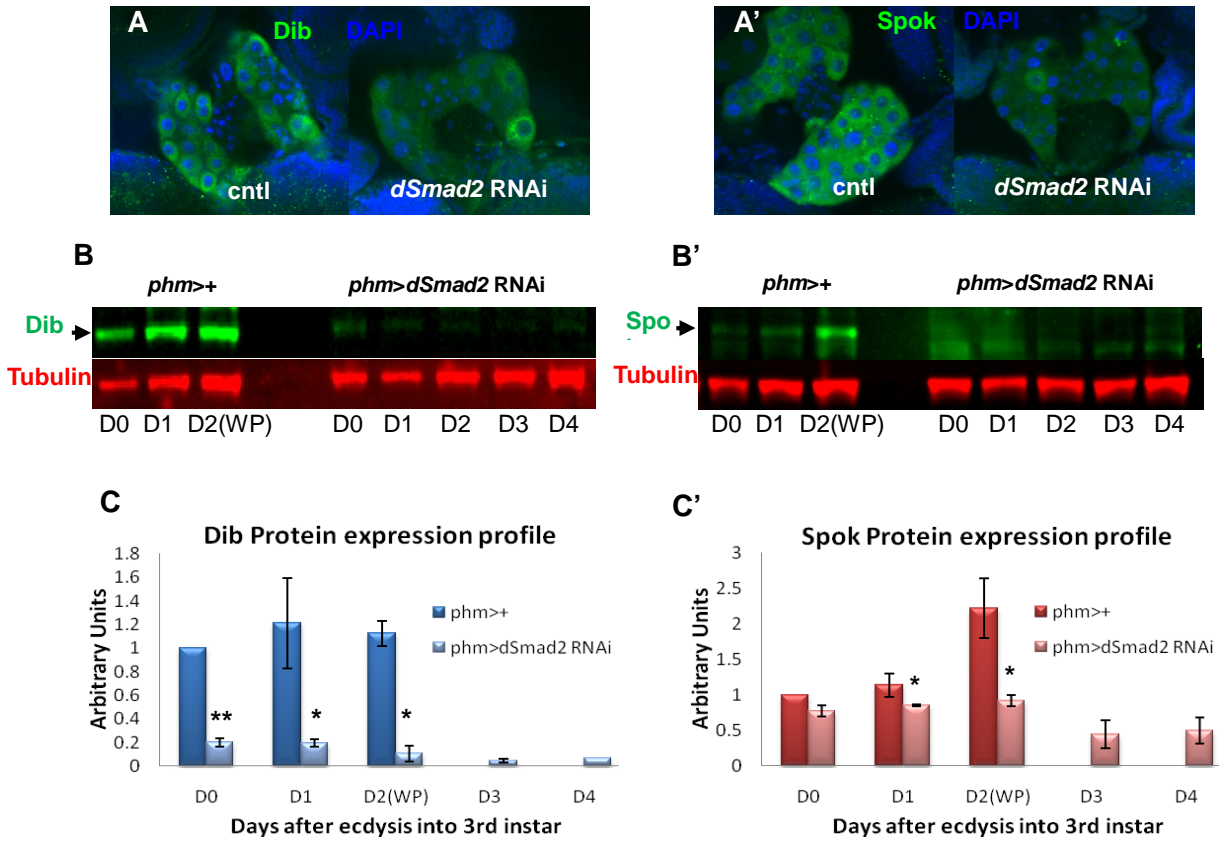 A
Dib DAPI
cntl
dSmad2 RNAi
A'
Spok DAPI
cntl
dSmad2 RNAi
B
phm>+
phm>dSmad2 RNAi
Dib
Tubulin
D0 D1 D2(WP) D0 D1 D2 D3 D4
B'
phm>+
phm>dSmad2 RNAi
Spo
Tubulin
D0 D1 D2(WP) D0 D1 D2 D3 D4
C
Dib Protein expression profile
1.8
1.6
1.4
1.2
1
0.8
0.6
0.4
0.2
0
Arbitrary Units
phm>+
phm>dSmad2 RNAi
**
*
*
D0 D1 D2(WP) D3 D4
Days after ecdysis into 3rd instar
C'
Spok Protein expression profile
3
2.5
2
1.5
1
0.5
0
Arbitrary Units
phm>+
phm>dSmad2 RNAi
*
*
D0 D1 D2(WP) D3 D4
Days after ecdysis into 3rd instar